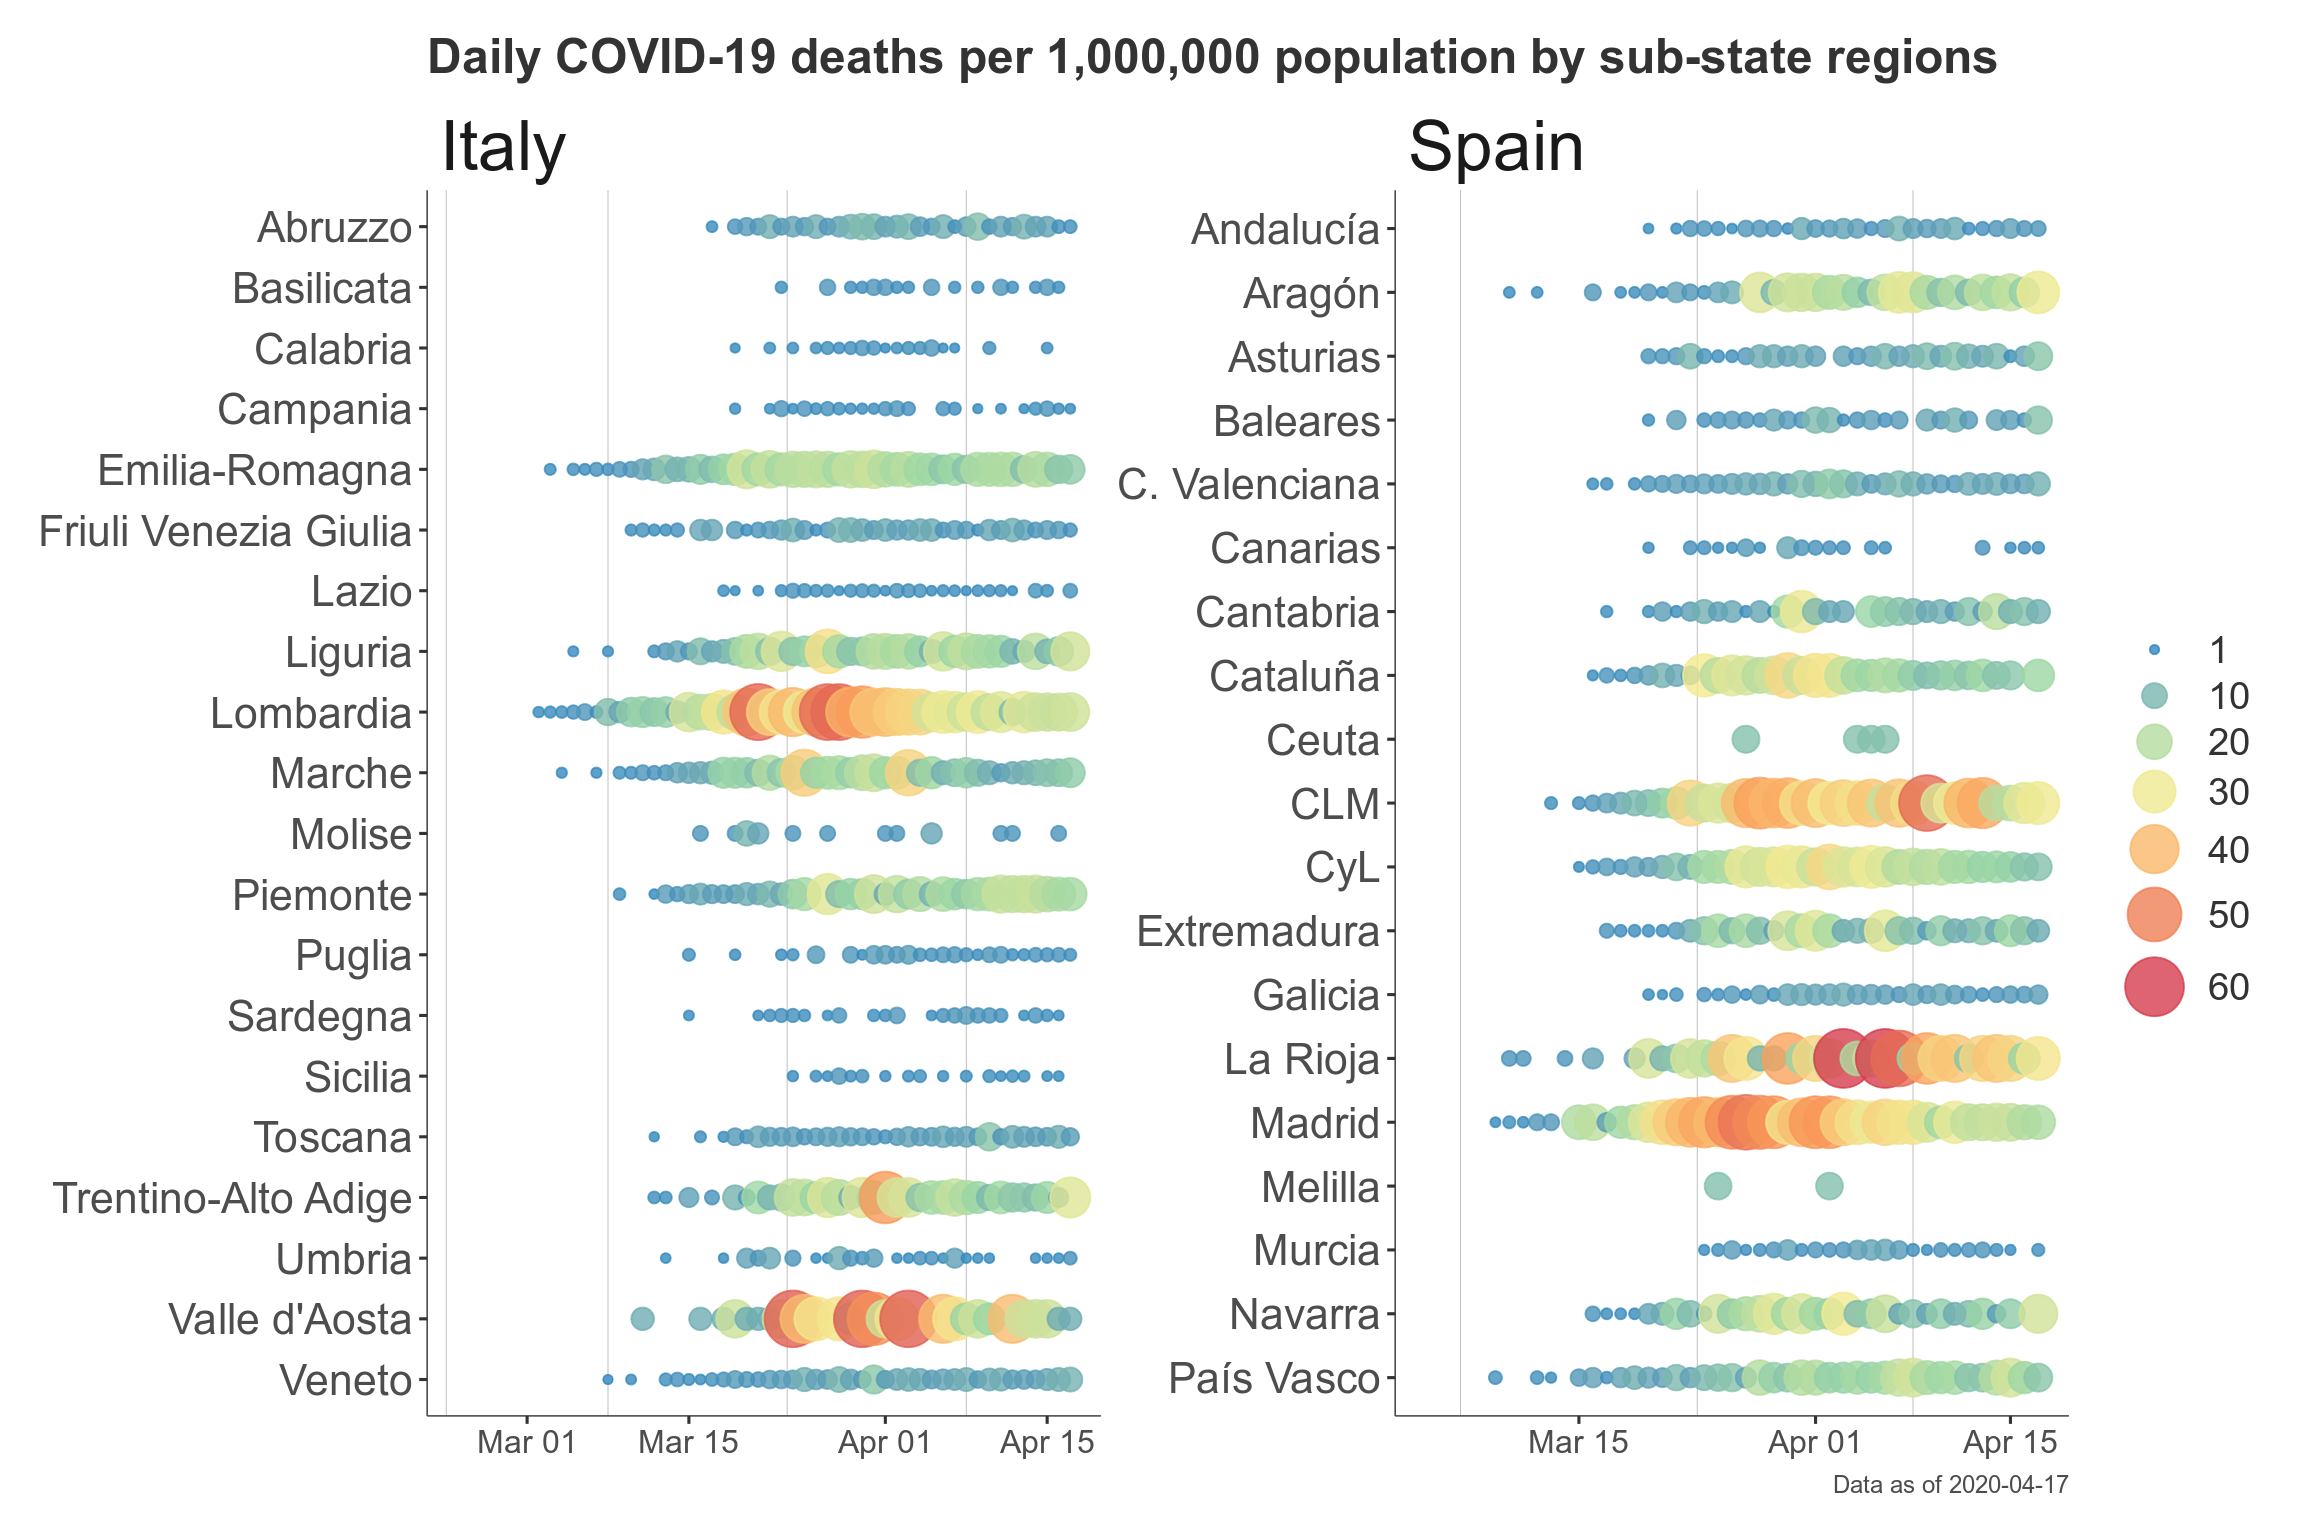 Daily COVID-19 deaths per 1,000,000 population by sub-state regions
Italy
Abruzzo
Basilicata
Calabria
Campania
Emilia-Romagna
Friuli Venezia Giulia
Lazio
Liguria
Lombardia
Marche
Molise
Piemonte
Puglia
Sardegna
Sicilia
Toscana
Trentino-Alto Adige
Umbria
Valle d'Aosta
Veneto
Mar 01 Mar 15 Apr 01 Apr 15
Spain
Andalucía
Aragón
Asturias
Baleares
C. Valenciana
Canarias
Cantabria
Cataluña
Ceuta
CLM
CyL
Extremadura
Galicia
La Rioja
Madrid
Melilla
Murcia
Navarra
País Vasco
Mar 15 Apr 01 Apr 15
1
10
20
30
40
50
60
Data as of 2020-04-17